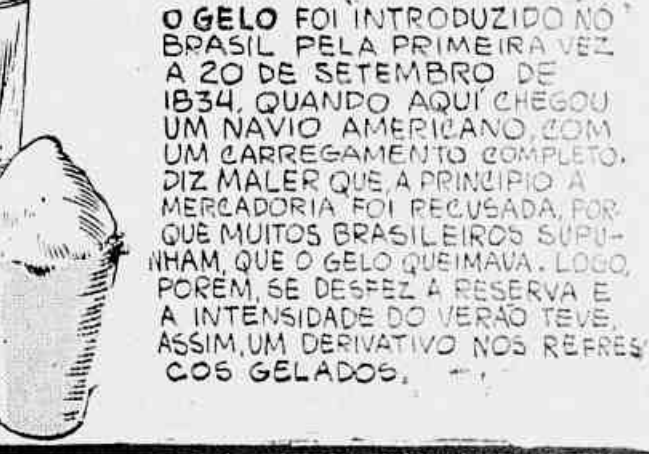 O GELO FOI INTRODUZIDO NO
BRASIL PELA PRIMEIRA VEZ
A 20 DE SETEMBRO DE
1834, QUANDO AQUÍ CHEGOU
UM NAVIO AMERICANO, COM
UM CARREGAMENTO COMPLETO.
DIZ MALER QUE, A PRINCIPIO A
MERCADORIA FOI RECUSADA, POR-
QUE MUITOS BRASILEIROS SUPU-
NHAM, QUE O GELO QUEIMAVA. LOGO,
POREM, SE DESFEZ A RESERVA E
A INTENSIDADE DO VERÃO TEVE,
ASSIM, UM DERIVATIVO NOS REFRES
COS GELADOS.